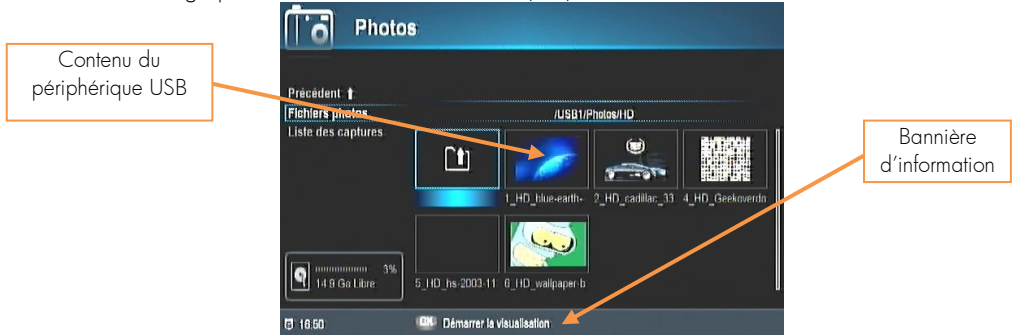 Photos
Contenu du
périphérique USB
Précédent
Fichiers photos
/USB1/Photos/HD
Liste des captures
Bannière
d'information
1_HD_blue-earth-
2_HD_cadillac_33
4_HD_Geekoverdo
3%
14.9 Go Libre
5_HD_hs-2003-11
6_HD_wallpaper-b
16:50
OK Démarrer la visualisation